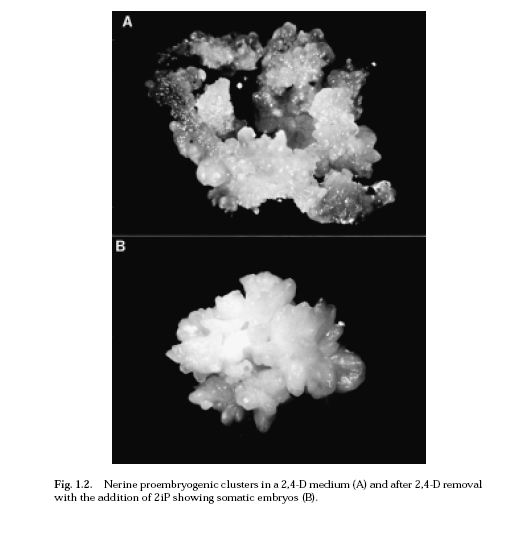 A
B
Fig. 1.2. Nerine proembryogenic clusters in a 2,4-D medium (A) and after 2,4-D removal
with the addition of 2iP showing somatic embryos (B).